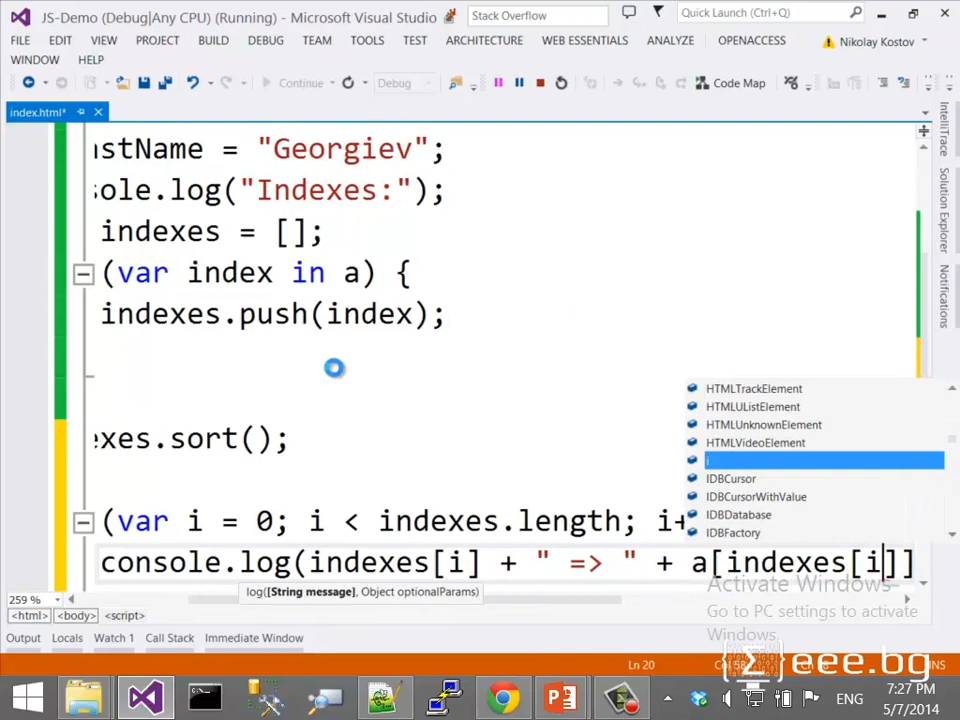 JS-Demo (Debug|Any CPU) (Running) - Microsoft Visual Studio
Stack Overflow
Quick Launch (Ctrl+Q)
FILE EDIT VIEW PROJECT BUILD DEBUG TEAM TOOLS TEST ARCHITECTURE WEB ESSENTIALS ANALYZE OPENACCESS Nikolay Kostov
WINDOW HELP
Continue Debug Code Map
index.html*
astName = "Georgiev";
sole.log("Indexes:");
indexes = [];
(var index in a) {
indexes.push(index);
exes.sort();
(var i = 0; i < indexes.length; i+
console.log(indexes[i] + " => " + a[indexes[i]]
HTMLTrackElement
HTMLUListElement
HTMLUnknownElement
HTMLVideoElement
i
IDBCursor
IDBCursorWithValue
IDBDatabase
IDBFactory
log([String message], Object optionalParams)
IntelliTrace
Solution Explorer
Notifications
Activate Windows
Go to PC settings to activate
Windows.
259 %
<html> <body> <script>
Output Locals Watch 1 Call Stack Immediate Window
Ln 20
eee.bg
ENG
7:27 PM
5/7/2014